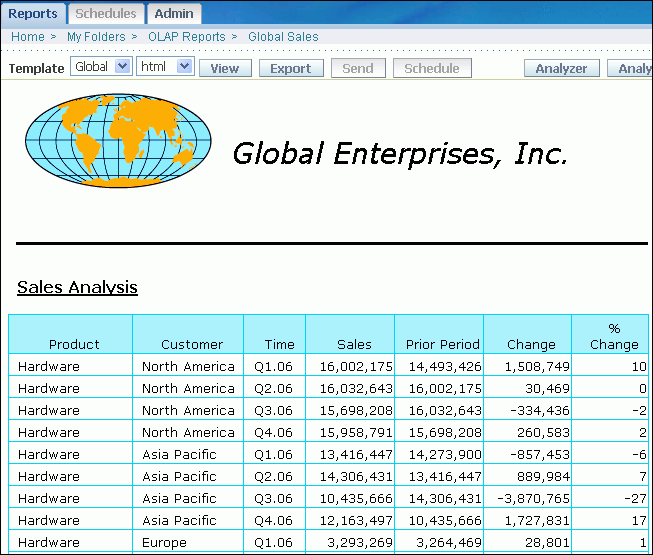 Reports Schedules Admin
Home > My Folders > OLAP Reports > Global Sales
Template Global html View Export Send Schedule Analyzer Analy
Global Enterprises, Inc.
Sales Analysis
Product Customer Time Sales Prior Period Change % Change
Hardware North America Q1.06 16,002,175 14,493,426 1,508,749 10
Hardware North America Q2.06 16,032,643 16,002,175 30,469 0
Hardware North America Q3.06 15,698,208 16,032,643 -334,436 -2
Hardware North America Q4.06 15,958,791 15,698,208 260,583 2
Hardware Asia Pacific Q1.06 13,416,447 14,273,900 -857,453 -6
Hardware Asia Pacific Q2.06 14,306,431 13,416,447 889,984 7
Hardware Asia Pacific Q3.06 10,435,666 14,306,431 -3,870,765 -27
Hardware Asia Pacific Q4.06 12,163,497 10,435,666 1,727,831 17
Hardware Europe Q1.06 3,293,269 3,264,469 28,801 1